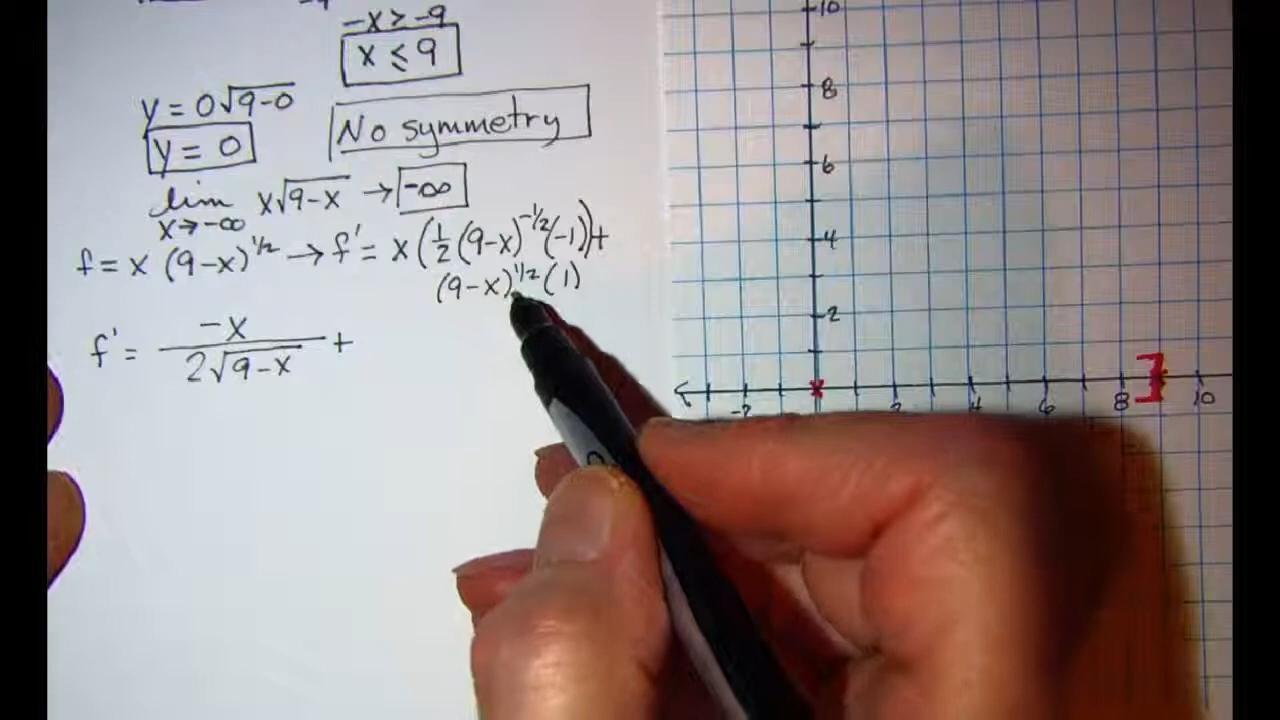 -x ≥ -9
x ≤ 9
y = 0√9-0
y = 0
No symmetry
lim x→-∞ x√9-x → -∞
f = x (9-x)^1/2 → f' = x (1/2 (9-x)^-1/2 (-1)) +
(9-x)^1/2 (1)
f' = -x / 2√9-x +
10
8
6
4
2
-2 2 4 6 8 10